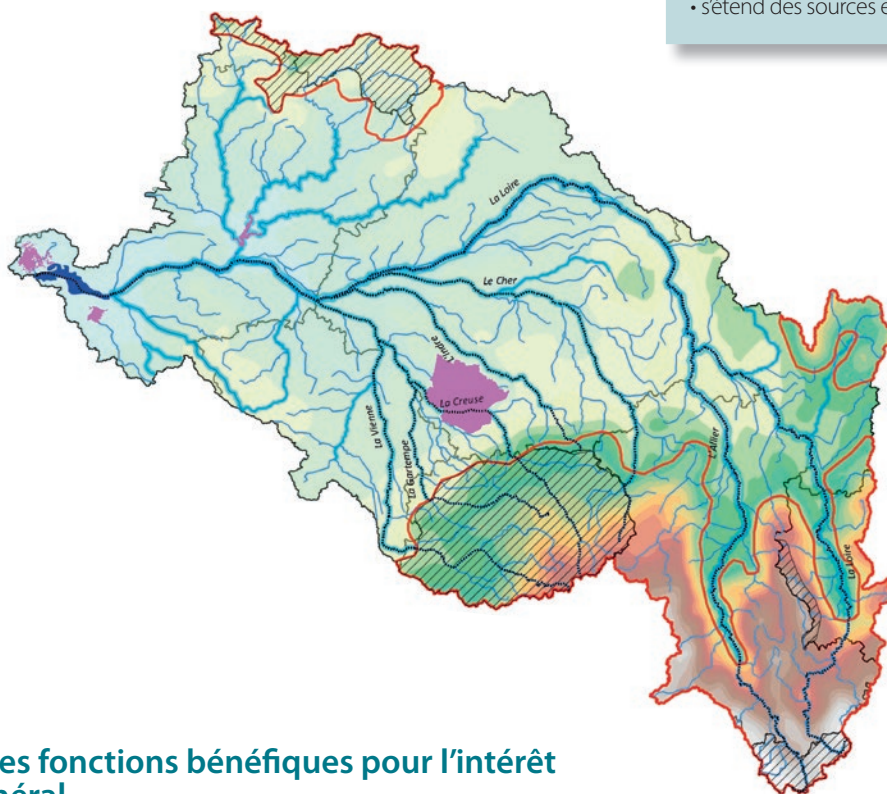 • s'étend des sources e
La Loire
Le Cher
L'Indre
La Creuse
La Vienne
La Gartempe
L'Allier
La Loire
es fonctions bénéfiques pour l'intérêt